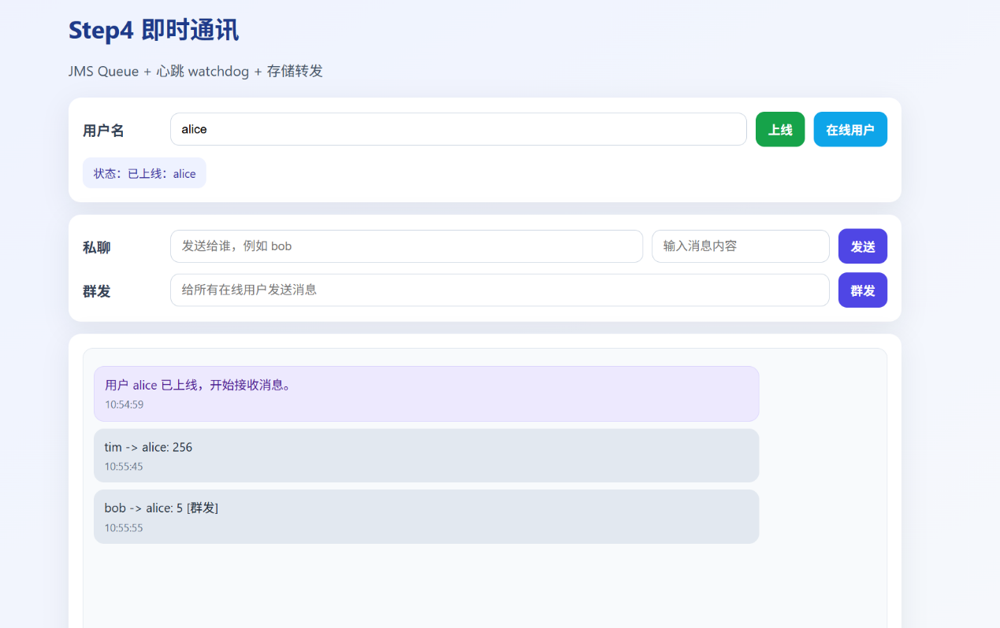 Step4 即时通讯
JMS Queue + 心跳 watchdog + 存储转发
用户名 alice 上线 在线用户
状态：已上线：alice
私聊 发送给谁，例如 bob 输入消息内容 发送
群发 给所有在线用户发送消息 群发
用户 alice 已上线，开始接收消息。
10:54:59
tim -> alice: 256
10:55:45
bob -> alice: 5 [群发]
10:55:55